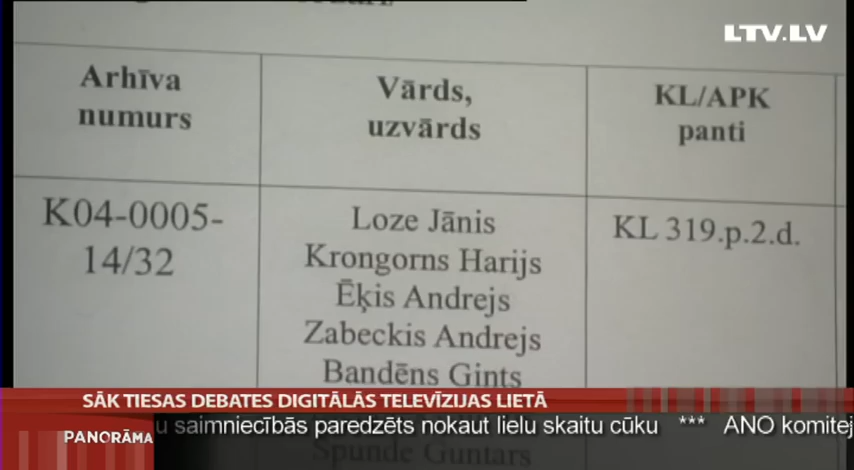 LTV.LV
Arhīva
numurs
Vārds,
uzvārds
KL/APK
panti
K04-0005-
14/32
Loze Jānis
Krongorns Harijs
Ēķis Andrejs
Zabeckis Andrejs
Bandēns Gints
KL 319.p.2.d.
SĀK TIESAS DEBATES DIGITĀLĀS TELEVĪZIJAS LIETĀ
PANORĀMA
u saimniecībās paredzēts nokaut lielu skaitu cūku *** ANO komitej
Spunde Guntars